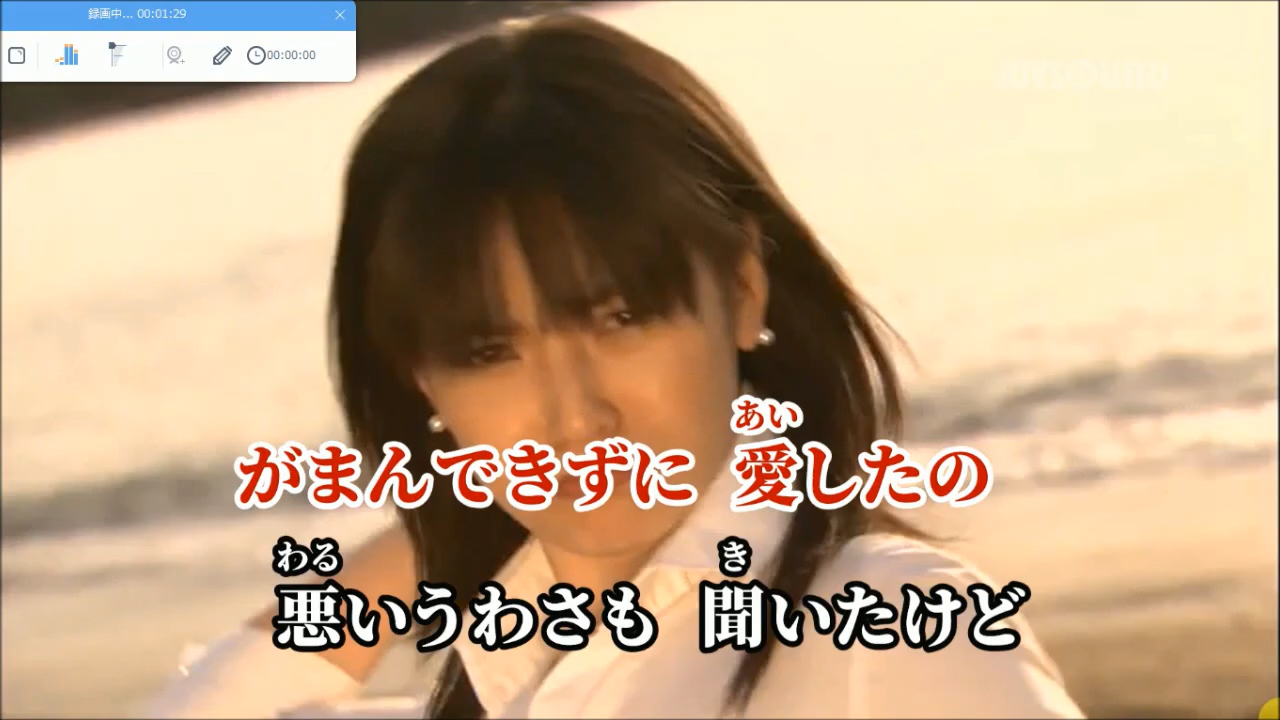 録画中... 00:01:29
00:00:00
JOYSOUND
あい
がまんできずに 愛したの
わる き
悪いうわさも 聞いたけど